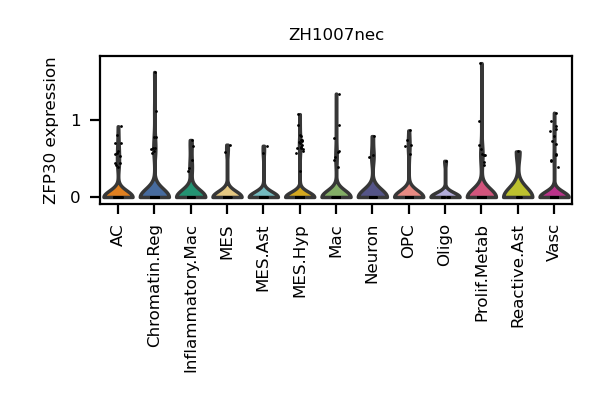 ZH1007nec
ZFP30 expression
1
0
AC
Chromatin.Reg
Inflammatory.Mac
MES
MES.Ast
MES.Hyp
Mac
Neuron
OPC
Oligo
Prolif.Metab
Reactive.Ast
Vasc